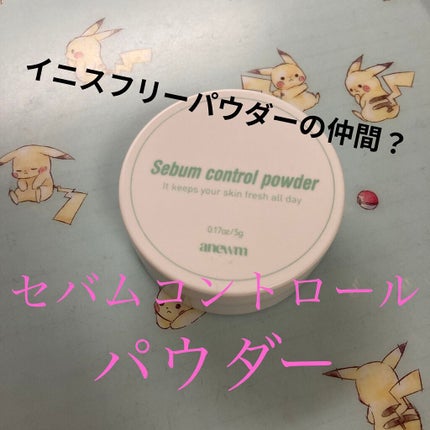 イニスフリーパウダーの仲間？
Sebum control powder
It keeps your skin fresh all day
0.17oz/5g
anewm
セバムコントロール
パウダー